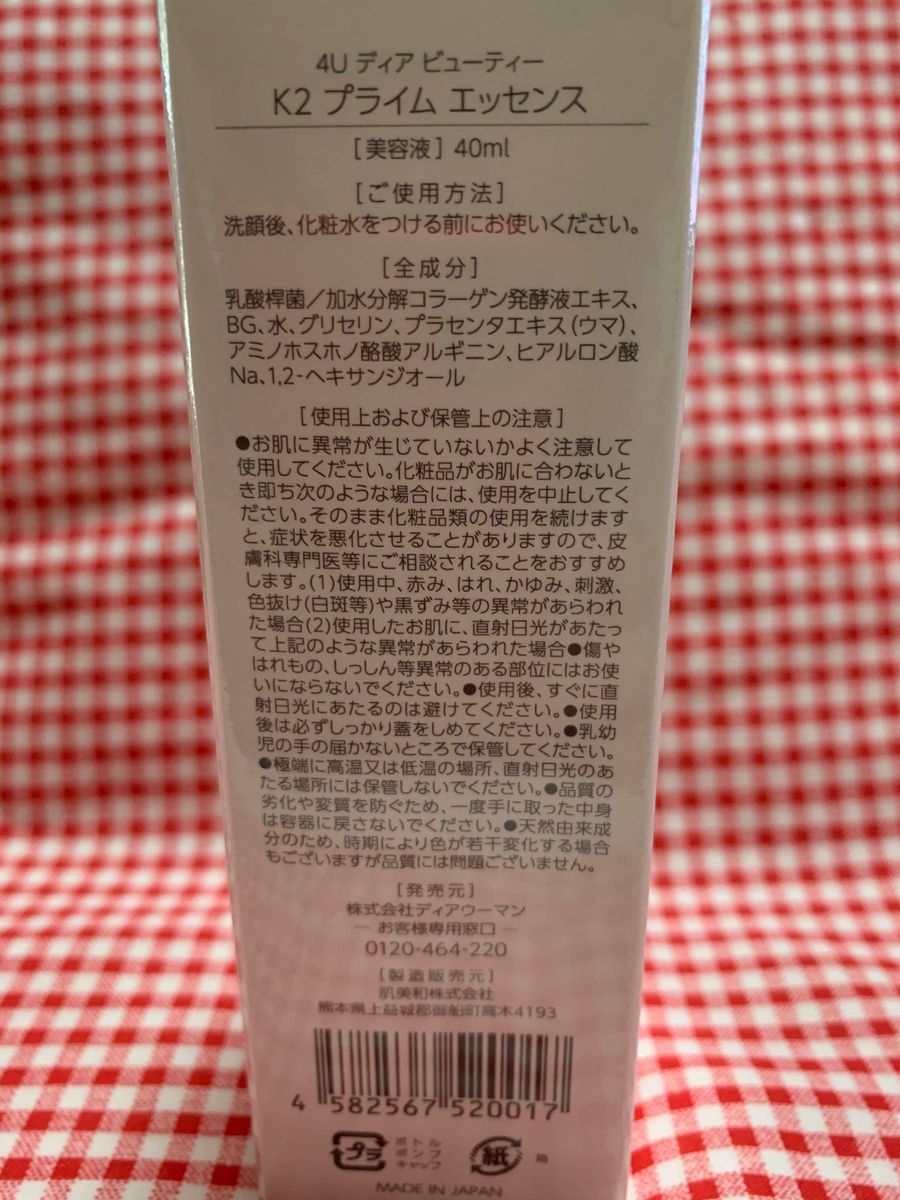 4U ディア ビューティー
K2 プライム エッセンス
[美容液] 40ml
[ご使用方法]
洗顔後、化粧水をつける前にお使いください。
[全成分]
乳酸桿菌／加水分解コラーゲン発酵液エキス、
BG、水、グリセリン、プラセンタエキス(ウマ)、
アミノホスホノ酪酸アルギニン、ヒアルロン酸
Na、1,2-ヘキサンジオール
[使用上および保管上の注意]
●お肌に異常が生じていないかよく注意して
使用してください。化粧品がお肌に合わないと
き即ち次のような場合には、使用を中止してく
ださい。そのまま化粧品類の使用を続けます
と、症状を悪化させることがありますので、皮
膚科専門医等にご相談されることをおすすめ
します。(1)使用中、赤み、はれ、かゆみ、刺激、
色抜け(白斑等)や黒ずみ等の異常があらわれ
た場合(2)使用したお肌に、直射日光があたっ
て上記のような異常があらわれた場合●傷や
はれもの、しっしん等異常のある部位にはお使
いにならないでください。●使用後、すぐに直
射日光にあたるのは避けてください。●使用
後は必ずしっかり蓋をしめてください。●乳幼
児の手の届かないところで保管してください。
●極端に高温又は低温の場所、直射日光のあ
たる場所には保管しないでください。●品質の
劣化や変質を防ぐため、一度手に取った中身
は容器に戻さないでください。●天然由来成
分のため、時期により色が若干変化する場合
もございますが品質には問題ございません。
[発売元]
株式会社ディアウーマン
― お客様専用窓口 ―
0120-464-220
[製造販売元]
肌美和株式会社
熊本県上益城郡御船町高木4193
4 582567 520017
プラ ボトル
ポンプ
キャップ
紙 箱
MADE IN JAPAN